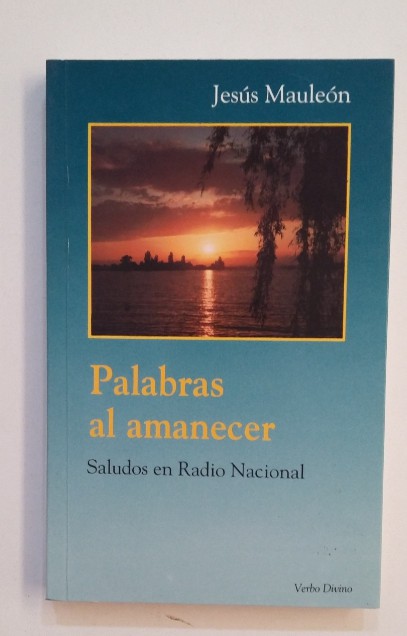 Jesús Mauleón
Palabras
al amanecer
Saludos en Radio Nacional
Verbo Divino